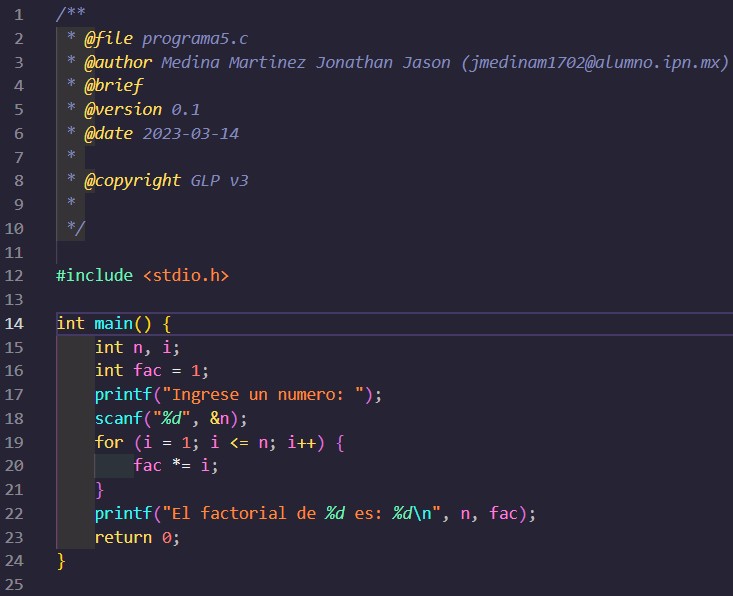 1 /**
2  * @file programa5.c
3  * @author Medina Martinez Jonathan Jason (jmedinam1702@alumno.ipn.mx)
4  * @brief
5  * @version 0.1
6  * @date 2023-03-14
7  *
8  * @copyright GLP v3
9  *
10  */
11
12 #include <stdio.h>
13
14 int main() {
15     int n, i;
16     int fac = 1;
17     printf("Ingrese un numero: ");
18     scanf("%d", &n);
19     for (i = 1; i <= n; i++) {
20         fac *= i;
21     }
22     printf("El factorial de %d es: %d\n", n, fac);
23     return 0;
24 }
25